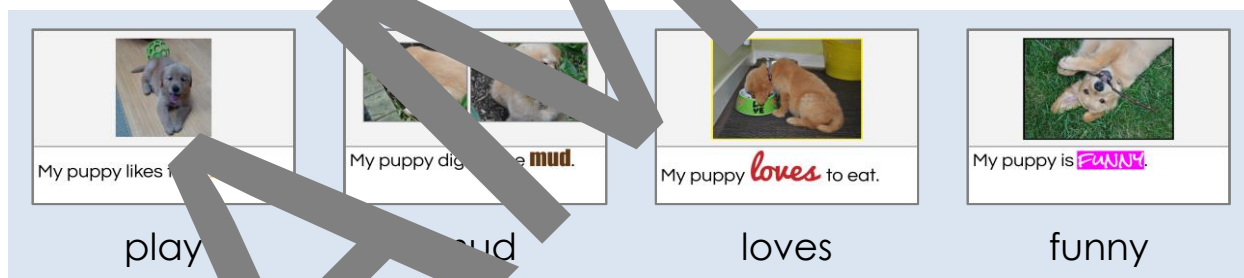 My puppy likes
My puppy dig mud.
My puppy loves to eat.
My puppy is FUNNY.
play
mud
loves
funny